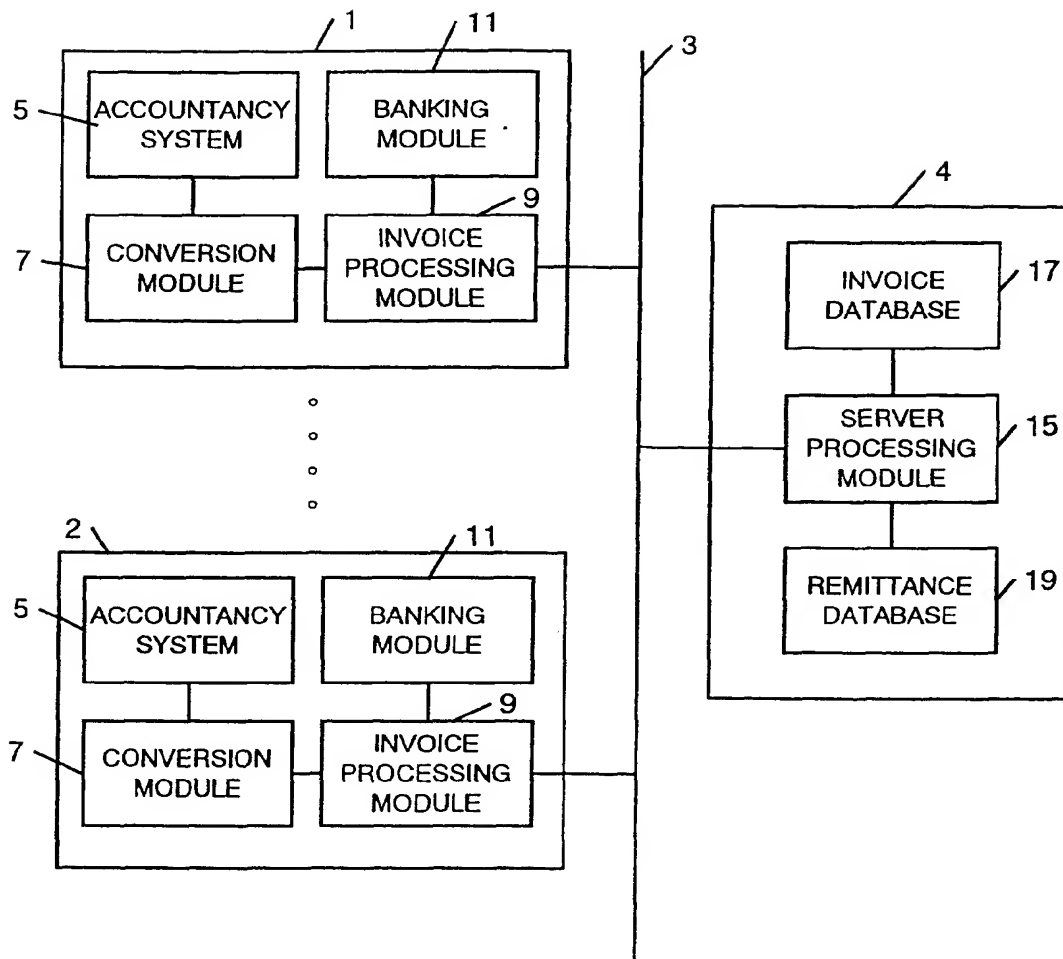 1
11
3
5
ACCOUNTANCY
SYSTEM
BANKING
MODULE
4
9
7
CONVERSION
MODULE
INVOICE
PROCESSING
MODULE
INVOICE
DATABASE
17
SERVER
PROCESSING
MODULE
15
2
11
5
ACCOUNTANCY
SYSTEM
BANKING
MODULE
REMITTANCE
DATABASE
19
9
7
CONVERSION
MODULE
INVOICE
PROCESSING
MODULE